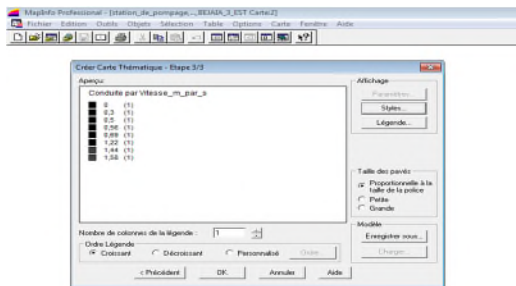 MapInfo Professional - [station_de_pompage,...,BEJAIA_3_EST Carte:2]
Fichier Edition Outils Objets Sélection Table Options Carte Fenêtre Aide
Créer Carte Thématique - Etape 3/3
Aperçu:
Conduite par Vitesse_m_par_s
0 (1)
0,3 (1)
0,5 (1)
0,56 (1)
0,69 (1)
1,22 (1)
1,44 (1)
1,58 (1)
Affichage
Paramètres...
Styles...
Légende...
Taille des pavés
Proportionnelle à la
taille de la police
Petite
Grande
Nombre de colonnes de la légende : 1
Ordre Légende
Croissant Décroissant Personnalisé Ordre...
Modèle
Enregistrer sous...
Charger...
< Précédent OK Annuler Aide